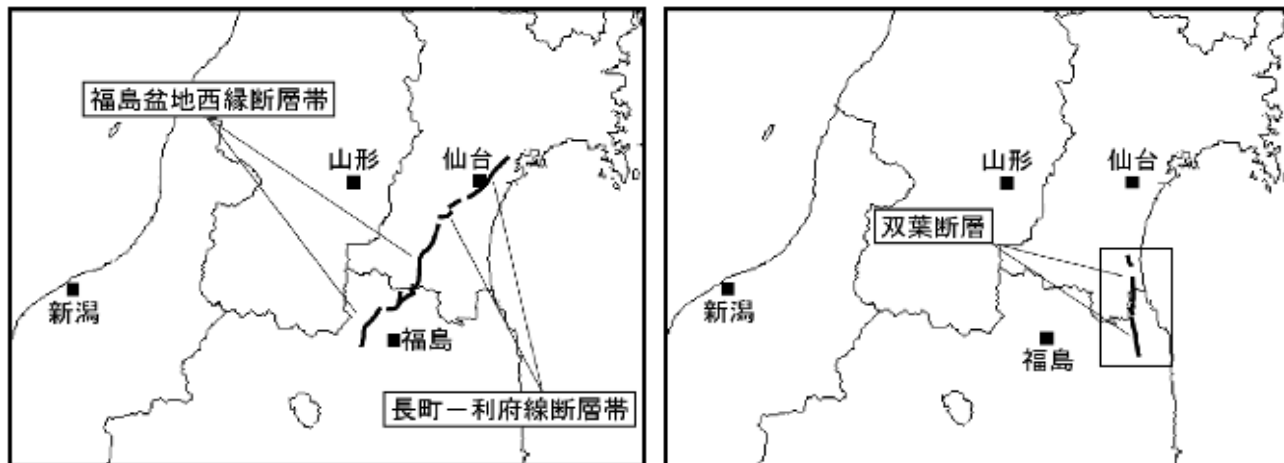 福島盆地西縁断層帯
山形
仙台
新潟
福島
長町－利府線断層帯
山形
仙台
双葉断層
新潟
福島